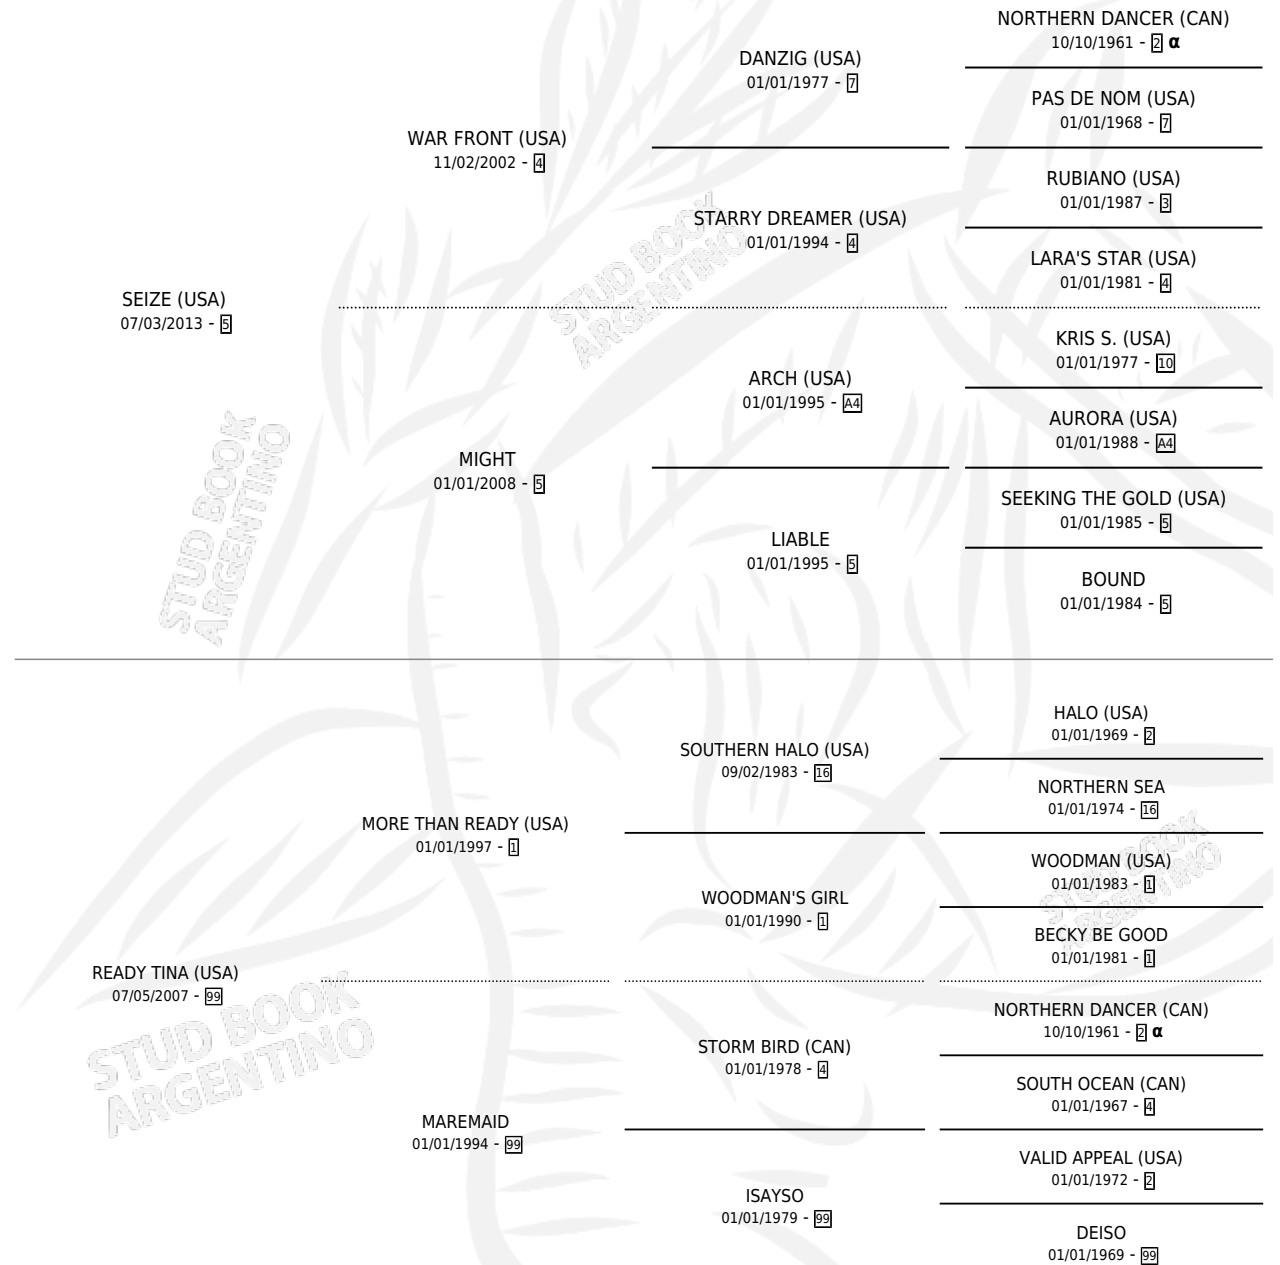 NORTHERN DANCER (CAN)
10/10/1961 - 2 α
DANZIG (USA)
01/01/1977 - 7
PAS DE NOM (USA)
01/01/1968 - 7
WAR FRONT (USA)
11/02/2002 - 4
RUBIANO (USA)
01/01/1987 - 3
STARRY DREAMER (USA)
01/01/1994 - 4
LARA'S STAR (USA)
01/01/1981 - 4
SEIZE (USA)
07/03/2013 - 5
KRIS S. (USA)
01/01/1977 - 10
ARCH (USA)
01/01/1995 - A4
AURORA (USA)
01/01/1988 - A4
MIGHT
01/01/2008 - 5
SEEKING THE GOLD (USA)
01/01/1985 - 5
LIABLE
01/01/1995 - 5
BOUND
01/01/1984 - 5
HALO (USA)
01/01/1969 - 2
SOUTHERN HALO (USA)
09/02/1983 - 16
NORTHERN SEA
01/01/1974 - 16
MORE THAN READY (USA)
01/01/1997 - 1
WOODMAN (USA)
01/01/1983 - 1
WOODMAN'S GIRL
01/01/1990 - 1
BECKY BE GOOD
01/01/1981 - 1
READY TINA (USA)
07/05/2007 - 99
NORTHERN DANCER (CAN)
10/10/1961 - 2 α
STORM BIRD (CAN)
01/01/1978 - 4
SOUTH OCEAN (CAN)
01/01/1967 - 4
MAREMAID
01/01/1994 - 99
VALID APPEAL (USA)
01/01/1972 - 2
ISAYSO
01/01/1979 - 99
DEISO
01/01/1969 - 99
STUD BOOK
ARGENTINO
STUD BOOK
ARGENTINO
STUD BOOK
ARGENTINO
STUD BOOK
ARGENTINO